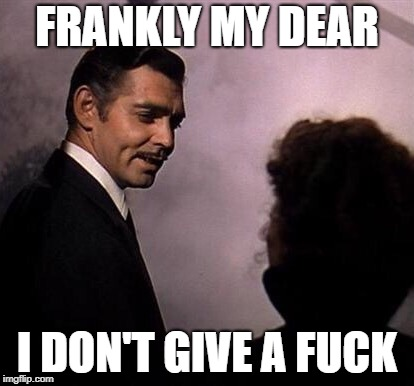 FRANKLY MY DEAR
I DON'T GIVE A FUCK
imgflip.com